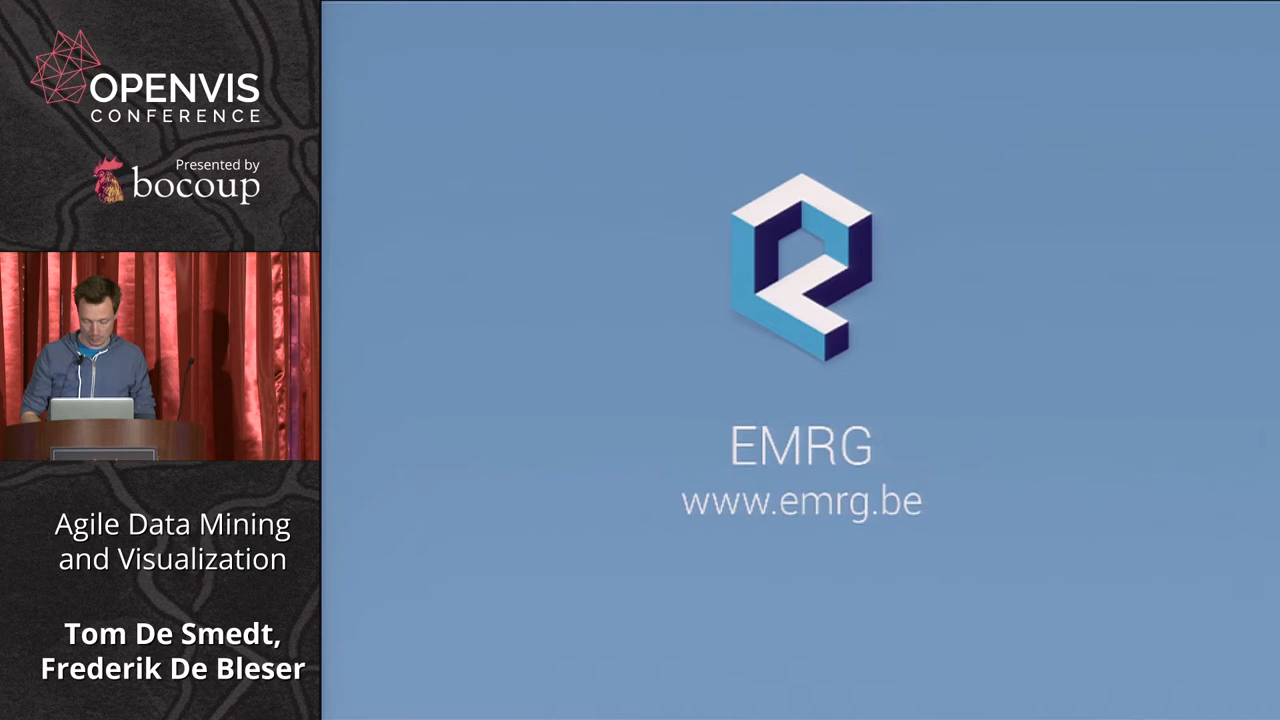 OPENVIS
CONFERENCE
Presented by
bocoup
Agile Data Mining
and Visualization
Tom De Smedt,
Frederik De Bleser
EMRG
www.emrg.be